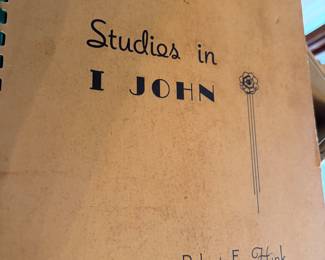 Studies in
I JOHN
E. H